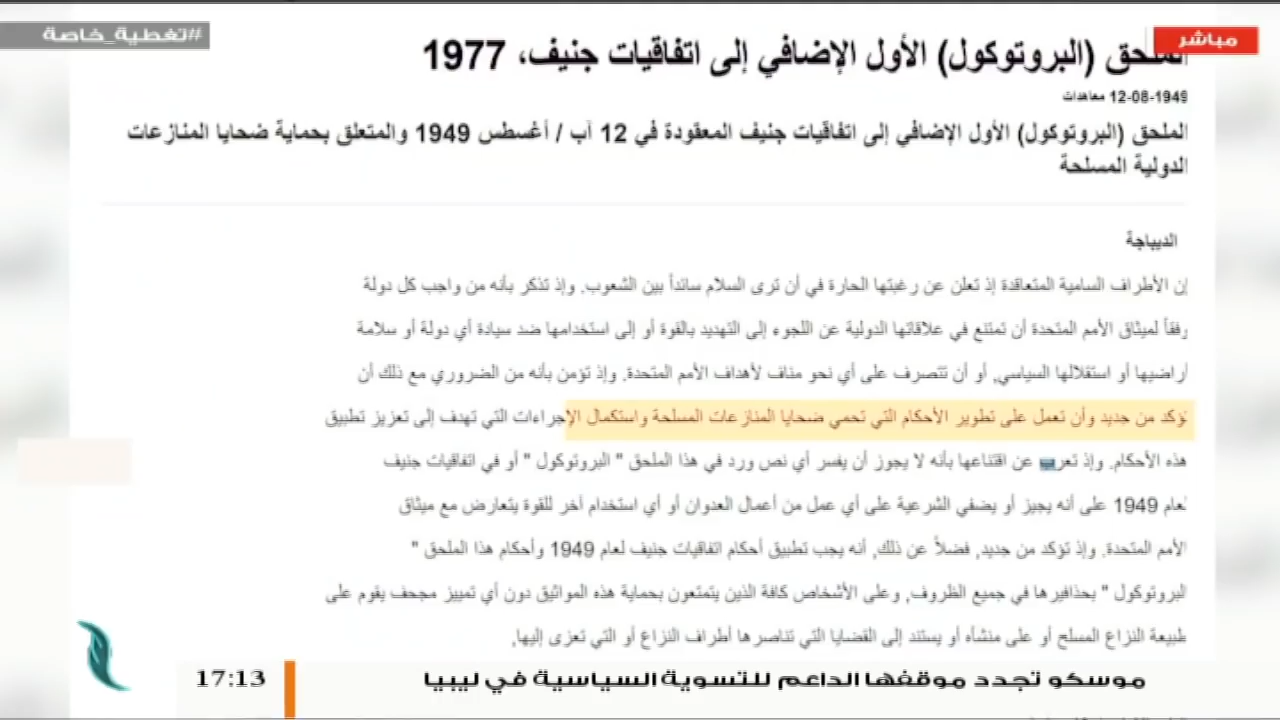 #تغطية_خاصة
مباشر
الملحق (البروتوكول) الأول الإضافي إلى اتفاقيات جنيف، 1977
12-08-1949 معاهدات
الملحق (البروتوكول) الأول الإضافي إلى اتفاقيات جنيف المعقودة في 12 آب / أغسطس 1949 والمتعلق بحماية ضحايا المنازعات
الدولية المسلحة
الديباجة
إن الأطراف السامية المتعاقدة إذ تعلن عن رغبتها الحارة في أن ترى السلام سائداً بين الشعوب. وإذ تذكر بأنه من واجب كل دولة
وفقاً لميثاق الأمم المتحدة أن تمتنع في علاقاتها الدولية عن اللجوء إلى التهديد بالقوة أو إلى استخدامها ضد سيادة أي دولة أو سلامة
أراضيها أو استقلالها السياسي, أو أن تتصرف على أي نحو مناف لأهداف الأمم المتحدة. وإذ تؤمن بأنه من الضروري مع ذلك أن
تؤكد من جديد وأن تعمل على تطوير الأحكام التي تحمي ضحايا المنازعات المسلحة واستكمال الإجراءات التي تهدف إلى تعزيز تطبيق
هذه الأحكام. وإذ تعرب عن اقتناعها بأنه لا يجوز أن يفسر أي نص ورد في هذا الملحق " البروتوكول " أو في اتفاقيات جنيف
لعام 1949 على أنه يجيز أو يضفي الشرعية على أي عمل من أعمال العدوان أو أي استخدام آخر للقوة يتعارض مع ميثاق
الأمم المتحدة. وإذ تؤكد من جديد, فضلاً عن ذلك, أنه يجب تطبيق أحكام اتفاقيات جنيف لعام 1949 وأحكام هذا الملحق "
البروتوكول " بحذافيرها في جميع الظروف, وعلى الأشخاص كافة الذين يتمتعون بحماية هذه المواثيق دون أي تمييز مجحف يقوم على
طبيعة النزاع المسلح أو على منشأه أو يستند إلى القضايا التي تناصرها أطراف النزاع أو التي تعزى إليها,
موسكو تجدد موقفها الداعم للتسوية السياسية في ليبيا
17:13